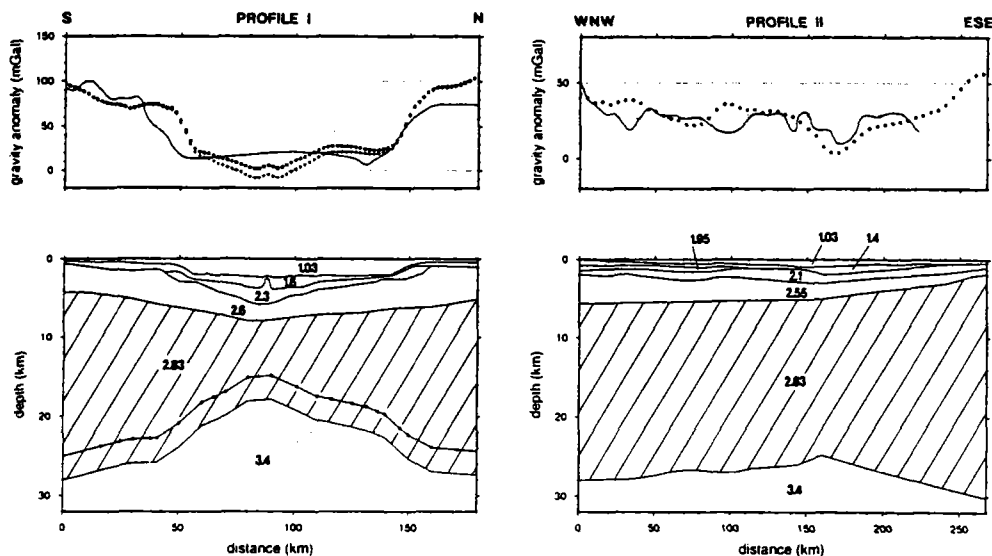 S PROFILE I N
150
100
50
0
gravity anomaly (mGal)
0
10
20
30
depth (km)
1.03
2.3
2.6
2.83
3.4
0 50 100 150
distance (km)
WNW PROFILE II ESE
50
0
gravity anomaly (mGal)
0
10
20
30
depth (km)
1.95 1.03 1.4
2.1
2.55
2.83
3.4
0 50 100 150 200 250
distance (km)